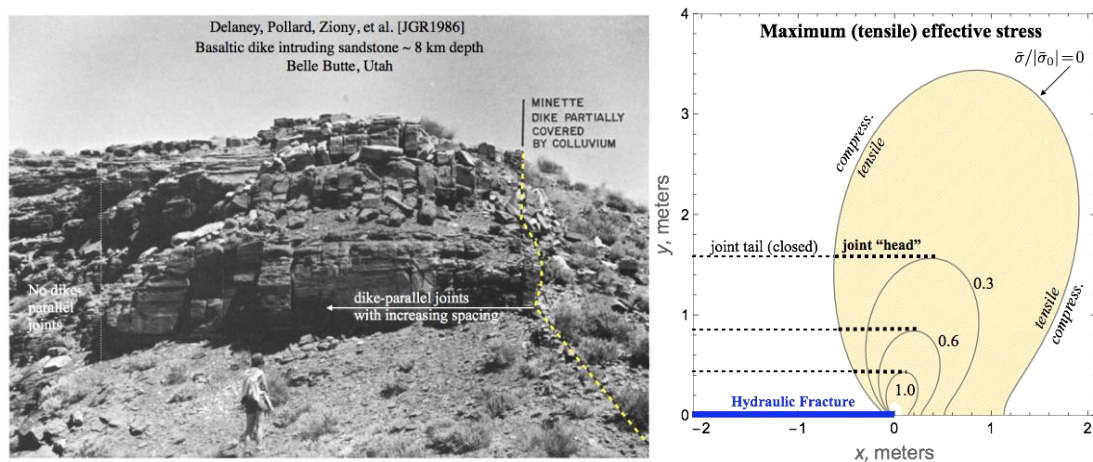 Delaney, Pollard, Ziony, et al. [JGR1986]
Basaltic dike intruding sandstone ~ 8 km depth
Belle Butte, Utah
MINETTE
DIKE PARTIALLY
COVERED
BY COLLUVIUM
No dikes
parallel
joints
dike-parallel joints
with increasing spacing
Maximum (tensile) effective stress
σ̄/|σ̄₀|=0
compress.
tensile
joint tail (closed)
joint “head”
0.3
tensile
compress.
0.6
1.0
Hydraulic Fracture
4
3
2
1
0
y, meters
-2
-1
0
1
2
x, meters